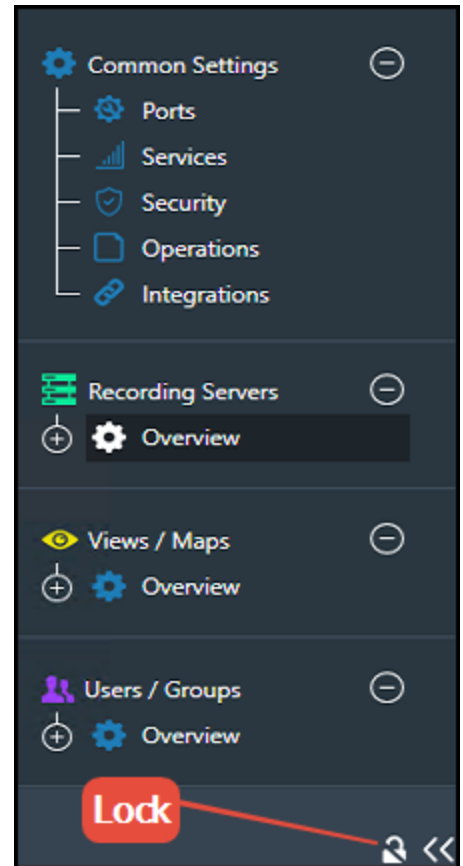 Common Settings
Ports
Services
Security
Operations
Integrations
Recording Servers
Overview
Views / Maps
Overview
Users / Groups
Overview
Lock